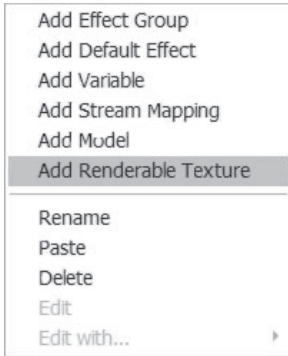 Add Effect Group
Add Default Effect
Add Variable
Add Stream Mapping
Add Model
Add Renderable Texture
Rename
Paste
Delete
Edit
Edit with...